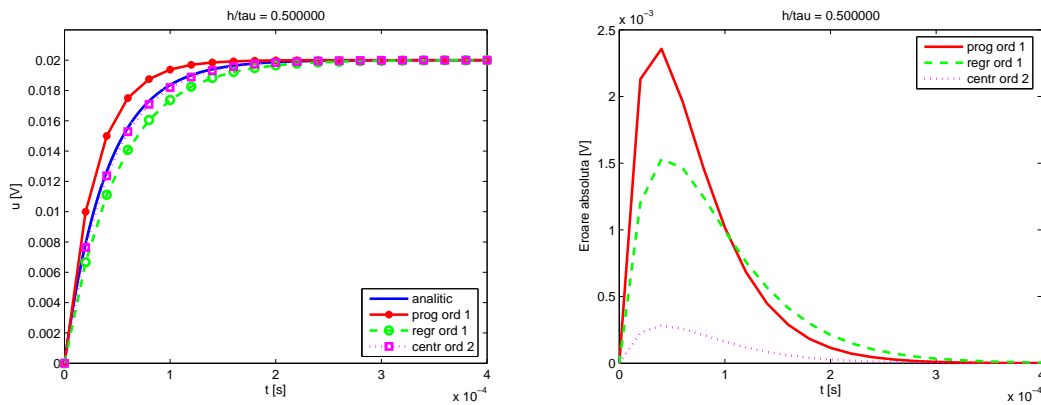 h/tau = 0.500000
u [V]
0.020
0.018
0.016
0.014
0.012
0.010
0.008
0.006
0.004
0.002
0
0 1 2 3 4
x 10⁻⁴
t [s]
analitic
prog ord 1
regr ord 1
centr ord 2
h/tau = 0.500000
x 10⁻³
Eroare absoluta [V]
2.5
2
1.5
1
0.5
0
0 1 2 3 4
x 10⁻⁴
t [s]
prog ord 1
regr ord 1
centr ord 2